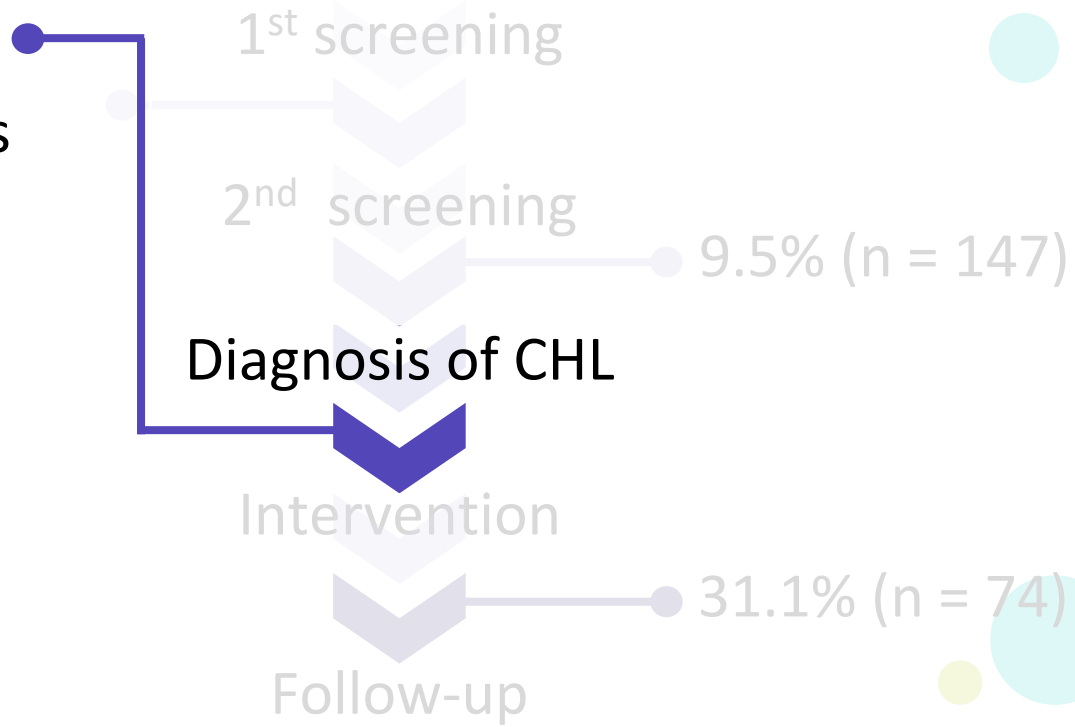 1st screening
s
2nd screening
9.5% (n = 147)
Diagnosis of CHL
Intervention
31.1% (n = 74)
Follow-up